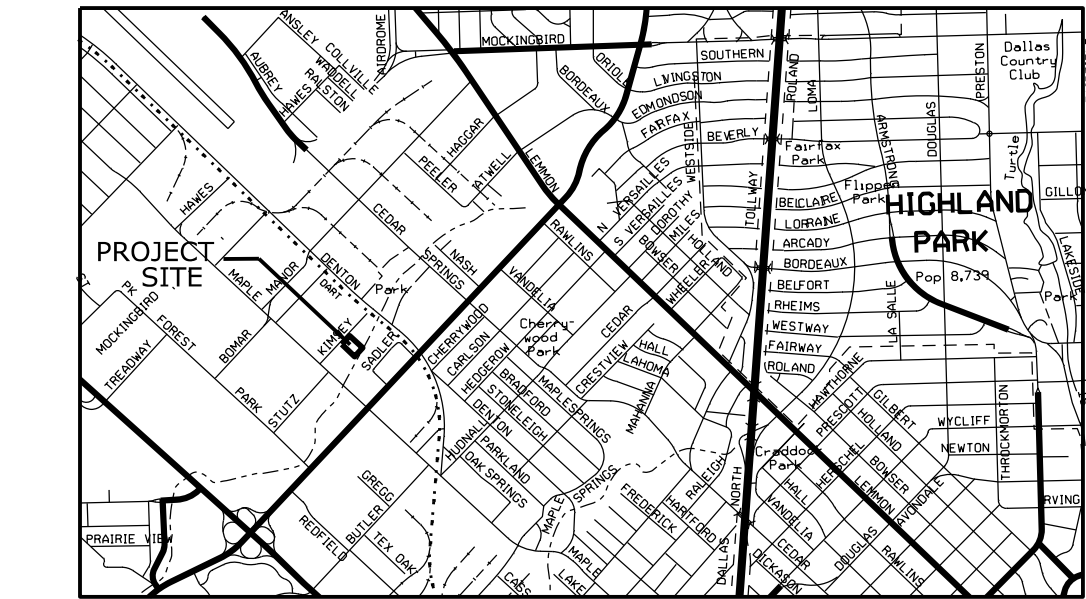 ANSLEY
COLLVILLE
WADDELL
RALSTON
AUBREY
HAWES
AIRDROME
MOCKINGBIRD
BORDEAUX
SOUTHERN
LIVINGSTON
EDMONDSON
FAIRFAX
BEVERLY
WESTSIDE
ROLAND
LOMA
ARMSTRONG
DOUGLAS
PRESTON
Dallas
Country
Club
Turtle
HAGGAR
ATWELL
PEELER
LEMMON
Fairfax
Park
Park
GILLO
HAWES
CEDAR
N VERSAILLES
S VERSAILLES
DOROTHY
MILES
HOLLAND
BOWSER
WHEELER
RAWLINS
TOLLWAY
BELCLAIRE
LORRAINE
ARCADY
BORDEAUX
BELFORT
RHEIMS
WESTWAY
FAIRWAY
ROLAND
HIGHLAND
PARK
Pop 8,739
LA SALLE
LAKESIDE
Park
PROJECT
SITE
ST
PK
MAPLE
MANOR
DENTON
DART
Park
NASH
SPRINGS
VANDELIA
MOCKINGBIRD
FOREST
TREADWAY
BOMAR
KIMSEY
SADLER
PARK
STUTZ
CHERRYWOOD
CARLSON
HEDGEROW
Cherry-
wood
Park
CEDAR
CRESTVIEW
HALL
LAHOMA
MAHANNA
BRADFORD
MAPLE SPRINGS
STONELEIGH
DENTON
HUDNALL
PARKLAND
OAK SPRINGS
HAWTHORNE
PRESCOTT
GILBERT
HOLLAND
HERSCHEL
BOWSER
LEMMON
AVONDALE
WYCLIFF
NEWTON
THROCKMORTON
RVING
Craddock
Park
RALEIGH
NORTH
DALLAS
HALL
VANDELIA
CEDAR
DICKASON
DOUGLAS
RAWLINS
SPRINGS
MAPLE
FREDERICK
HARTFORD
MAPLE
LAKE
CASS
GREGG
BUTLER
REDFIELD
TEX OAK
PRAIRIE VIEW